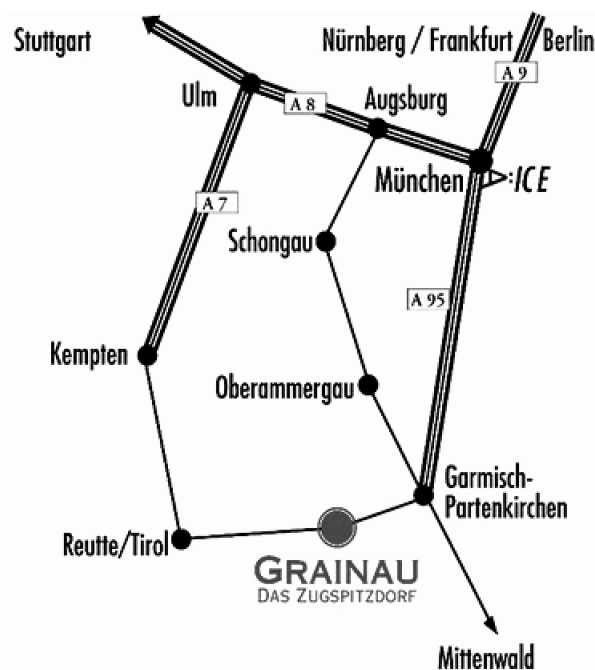 Stuttgart
Nürnberg / Frankfurt
Berlin
A 9
Ulm
A 8
Augsburg
München
ICE
A 7
Schongau
A 95
Kempten
Oberammergau
Garmisch-
Partenkirchen
Reutte/Tirol
GRAINAU
DAS ZUGSPITZDORF
Mittenwald